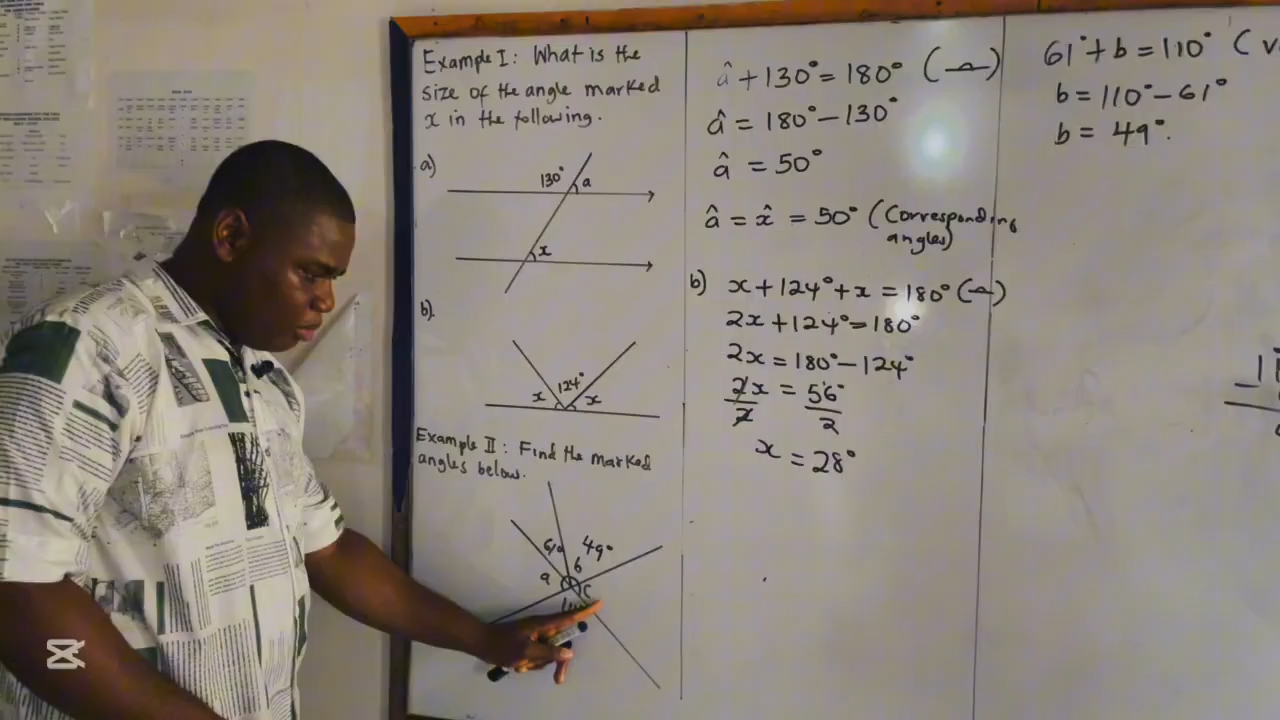 Example I: What is the
size of the angle marked
x in the following.
a)
130° a
x
b).
124°
x x
Example II: Find the marked
angles below.
61° 49°
b
a
c
â + 130° = 180°
â = 180° – 130°
â = 50°
â = x̂ = 50° (Corresponding
angles)
b) x + 124° + x = 180°
2x + 124° = 180°
2x = 180° – 124°
2x = 56°
2 2
x = 28°
61° + b = 110° (V
b = 110° – 61°
b = 49°.